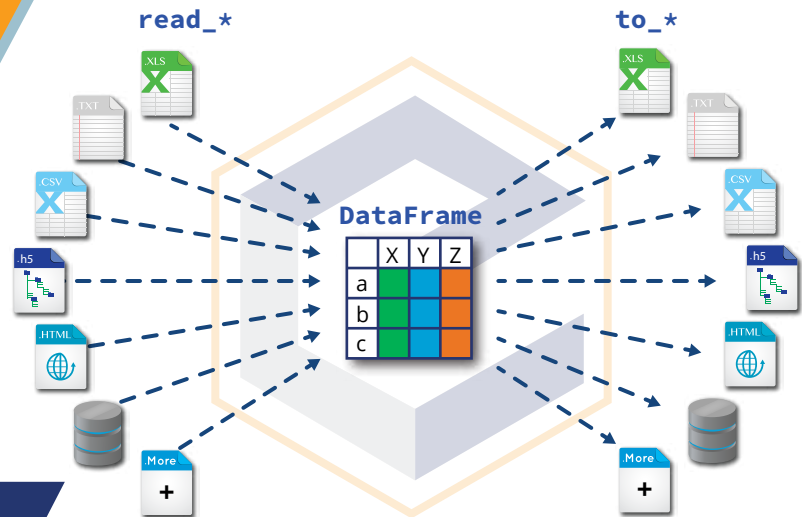 read_*
to_*
.XLS
X
.XLS
X
.TXT
.TXT
.CSV
X
.CSV
X
DataFrame
X Y Z
a
b
c
.h5
.h5
.HTML
.HTML
.More
+
.More
+